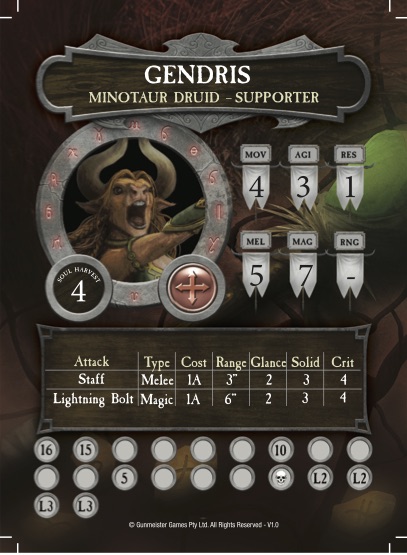 GENDRIS
MINOTAUR DRUID - SUPPORTER
MOV AGI RES
4 3 1
MEL MAG RNG
5 7 -
SOUL HARVEST
4
Attack Type Cost Range Glance Solid Crit
Staff Melee 1A 3" 2 3 4
Lightning Bolt Magic 1A 6" 2 3 4
16 15 10
5 L2 L2
L3 L3
© Gunmeister Games Pty Ltd. All Rights Reserved - V1.0